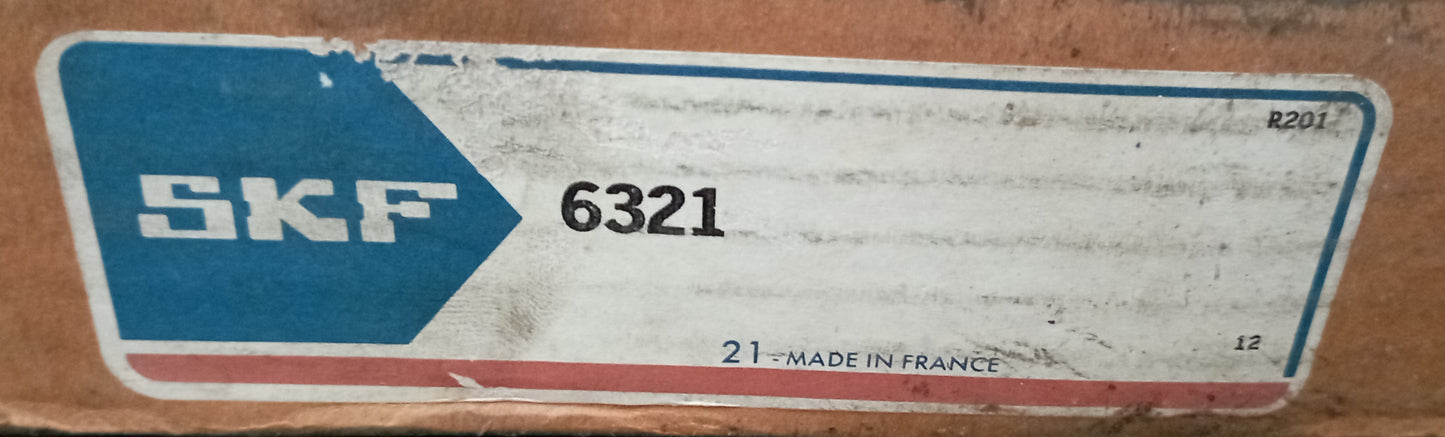 R201
SKF 6321
12
21 - MADE IN FRANCE